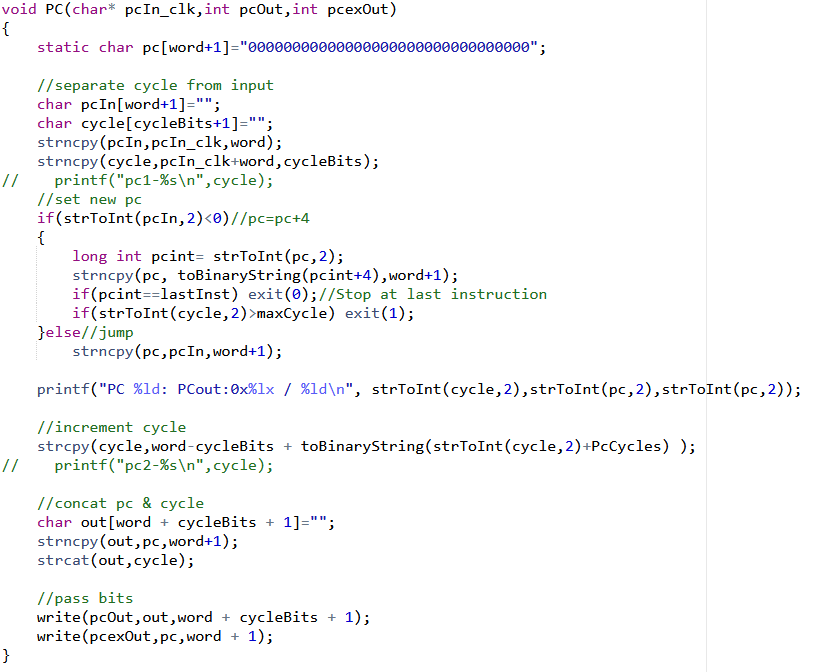 void PC(char* pcIn_clk,int pcOut,int pcexOut)
{
    static char pc[word+1]="00000000000000000000000000000000";

    //separate cycle from input
    char pcIn[word+1]="";
    char cycle[cycleBits+1]="";
    strncpy(pcIn,pcIn_clk,word);
    strncpy(cycle,pcIn_clk+word,cycleBits);
//    printf("pc1-%s\n",cycle);
    //set new pc
    if(strToInt(pcIn,2)<0)//pc=pc+4
    {
        long int pcint= strToInt(pc,2);
        strncpy(pc, toBinaryString(pcint+4),word+1);
        if(pcint==lastInst) exit(0);//Stop at last instruction
        if(strToInt(cycle,2)>maxCycle) exit(1);
    }else//jump
        strncpy(pc,pcIn,word+1);

    printf("PC %ld: PCout:0x%lx / %ld\n", strToInt(cycle,2),strToInt(pc,2),strToInt(pc,2));

    //increment cycle
    strcpy(cycle,word-cycleBits + toBinaryString(strToInt(cycle,2)+PcCycles) );
//    printf("pc2-%s\n",cycle);

    //concat pc & cycle
    char out[word + cycleBits + 1]="";
    strncpy(out,pc,word+1);
    strcat(out,cycle);

    //pass bits
    write(pcOut,out,word + cycleBits + 1);
    write(pcexOut,pc,word + 1);
}